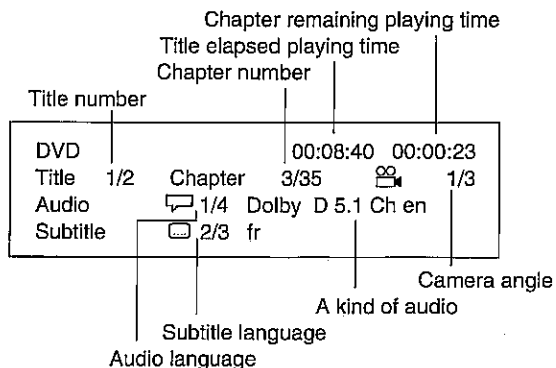 Chapter remaining playing time
Title elapsed playing time
Chapter number
Title number
DVD 00:08:40 00:00:23
Title 1/2 Chapter 3/35 1/3
Audio 1/4 Dolby D 5.1 Ch en
Subtitle 2/3 fr
Camera angle
A kind of audio
Subtitle language
Audio language